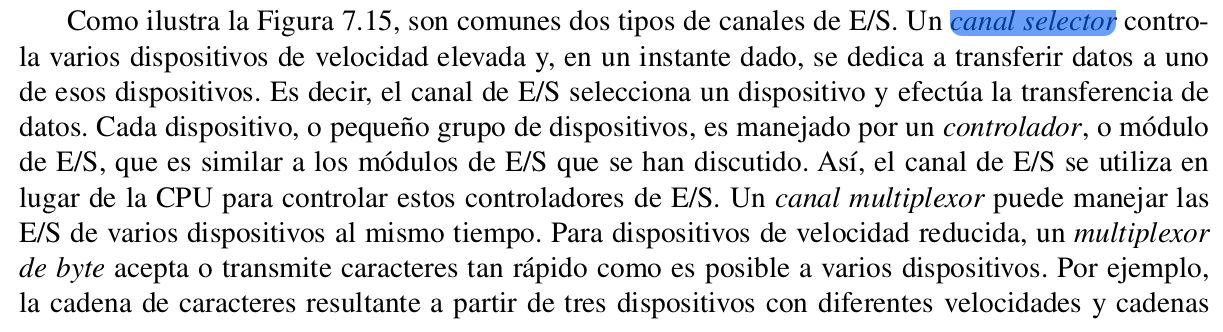 Como ilustra la Figura 7.15, son comunes dos tipos de canales de E/S. Un canal selector contro-
la varios dispositivos de velocidad elevada y, en un instante dado, se dedica a transferir datos a uno
de esos dispositivos. Es decir, el canal de E/S selecciona un dispositivo y efectúa la transferencia de
datos. Cada dispositivo, o pequeño grupo de dispositivos, es manejado por un controlador, o módulo
de E/S, que es similar a los módulos de E/S que se han discutido. Así, el canal de E/S se utiliza en
lugar de la CPU para controlar estos controladores de E/S. Un canal multiplexor puede manejar las
E/S de varios dispositivos al mismo tiempo. Para dispositivos de velocidad reducida, un multiplexor
de byte acepta o transmite caracteres tan rápido como es posible a varios dispositivos. Por ejemplo,
la cadena de caracteres resultante a partir de tres dispositivos con diferentes velocidades y cadenas